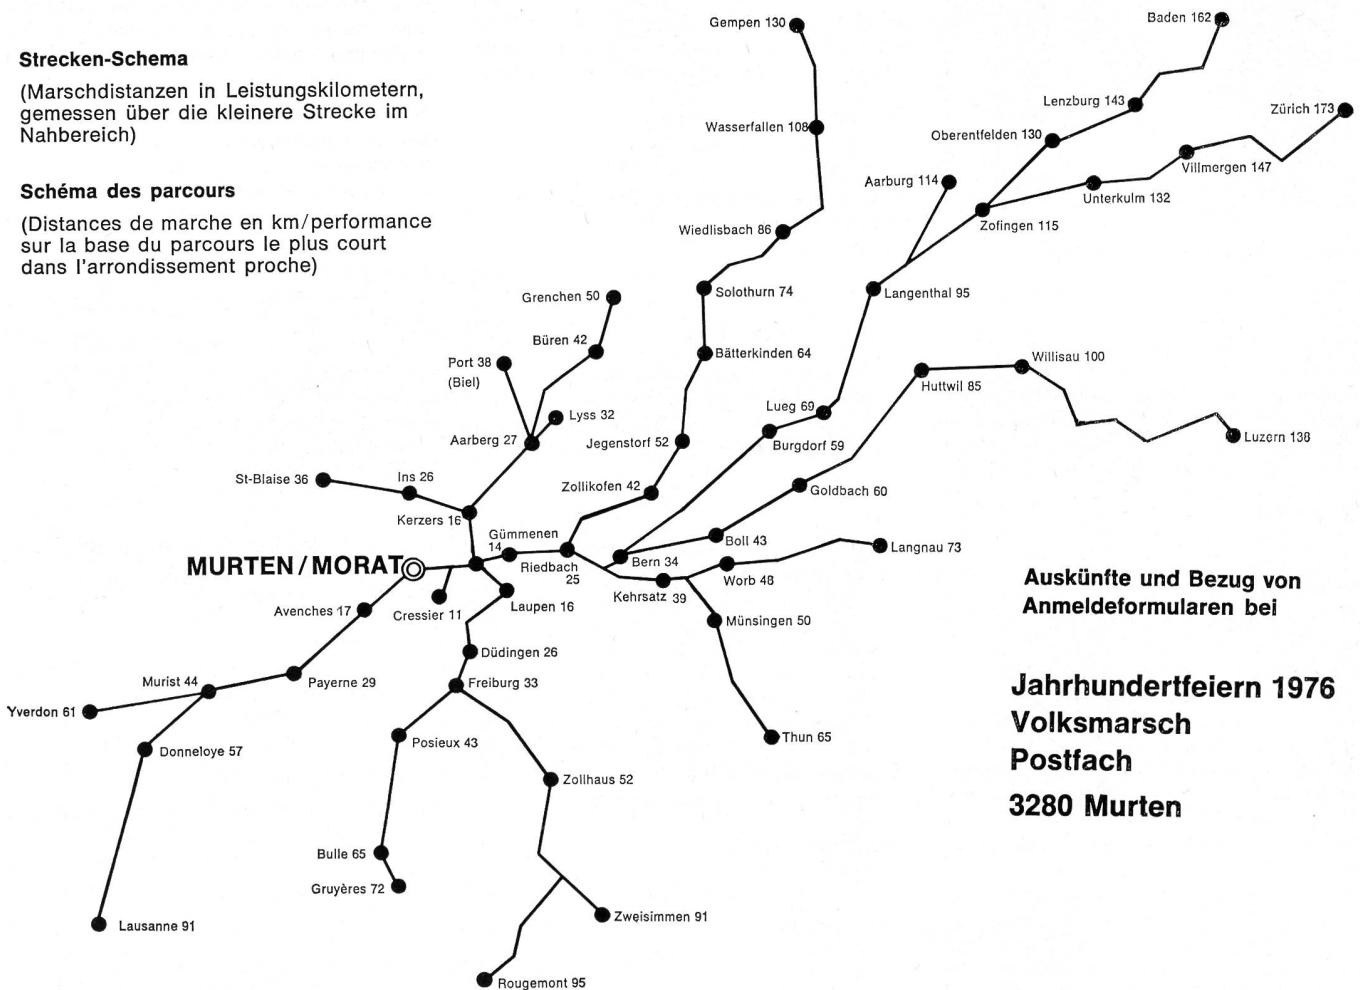 Strecken-Schema
(Marschdistanzen in Leistungskilometern,
gemessen über die kleinere Strecke im
Nahbereich)
Schéma des parcours
(Distances de marche en km/performance
sur la base du parcours le plus court
dans l'arrondissement proche)
Gempen 130
Baden 162
Wasserfallen 108
Lenzburg 143
Zürich 173
Oberentfelden 130
Villmergen 147
Aarburg 114
Unterkulm 132
Zofingen 115
Wiedlisbach 86
Solothurn 74
Langenthal 95
Grenchen 50
Büren 42
Port 38
(Biel)
Bätterkinden 64
Willisau 100
Huttwil 85
Lyss 32
Lueg 69
Aarberg 27
Jegenstorf 52
Burgdorf 59
Luzern 138
St-Blaise 36
Ins 26
Zollikofen 42
Goldbach 60
Kerzers 16
Gümmenen
14
Boll 43
Langnau 73
MURTEN/MORAT
Riedbach
25
Bern 34
Worb 48
Kehrsatz 39
Avenches 17
Cressier 11
Laupen 16
Münsingen 50
Düdingen 26
Murist 44
Payerne 29
Freiburg 33
Yverdon 61
Donneloye 57
Posieux 43
Thun 65
Zollhaus 52
Bulle 65
Gruyères 72
Lausanne 91
Zweisimmen 91
Rougemont 95
Auskünfte und Bezug von
Anmeldeformularen bei
Jahrhundertfeiern 1976
Volksmarsch
Postfach
3280 Murten